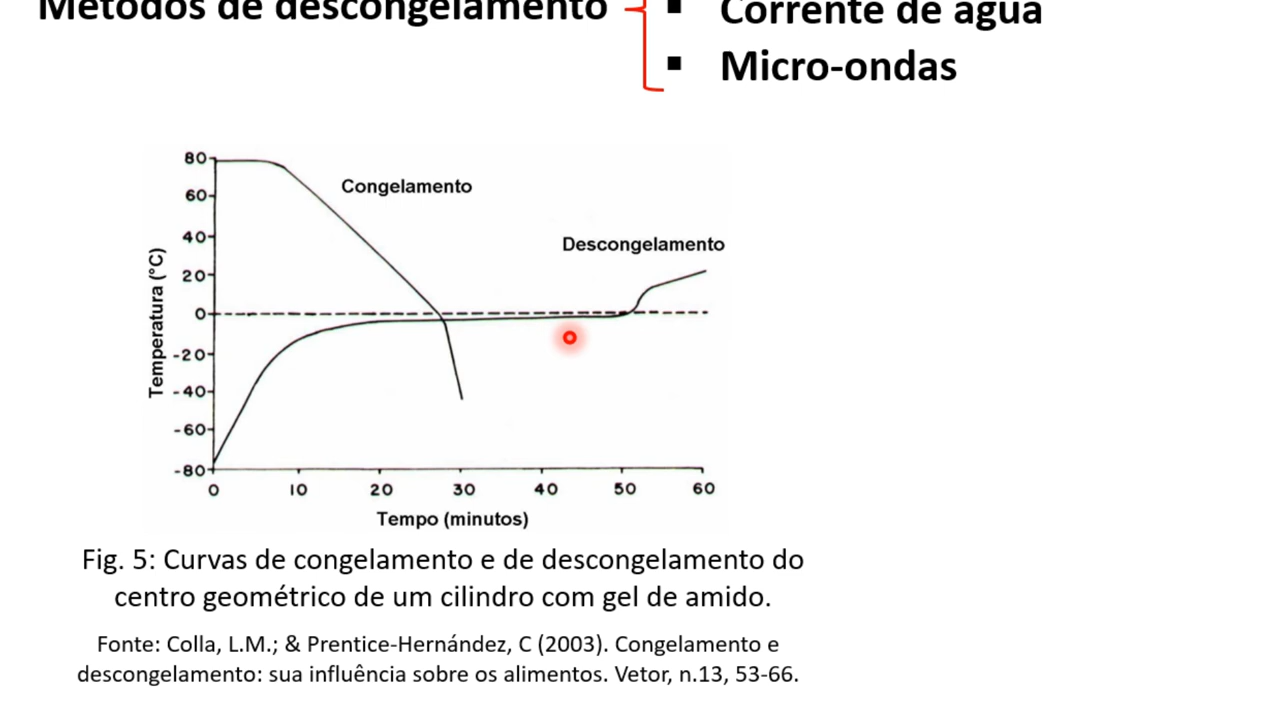 Métodos de descongelamento
Corrente de água
Micro-ondas
80
60
40
20
0
-20
-40
-60
-80
Temperatura (°C)
Congelamento
Descongelamento
0 10 20 30 40 50 60
Tempo (minutos)
Fig. 5: Curvas de congelamento e de descongelamento do
centro geométrico de um cilindro com gel de amido.
Fonte: Colla, L.M.; & Prentice-Hernández, C (2003). Congelamento e
descongelamento: sua influência sobre os alimentos. Vetor, n.13, 53-66.